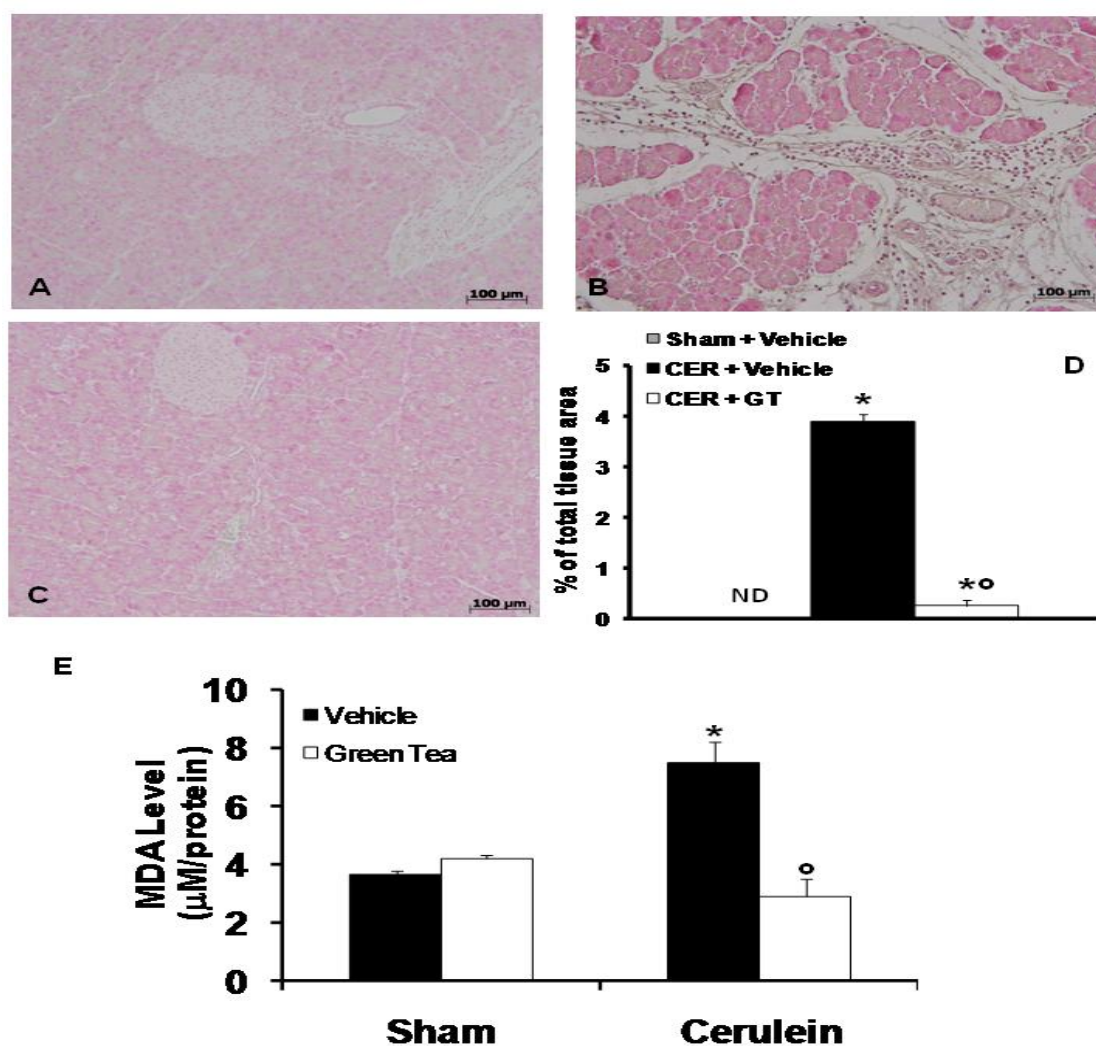 A
100 µm
B
100 µm
C
100 µm
Sham + Vehicle
CER + Vehicle
CER + GT
D
% of total tissue area
5
4
3
2
1
0
*
*o
ND
E
MDA Level
(µM/protein)
10
8
6
4
2
0
Vehicle
Green Tea
*
o
Sham Cerulein